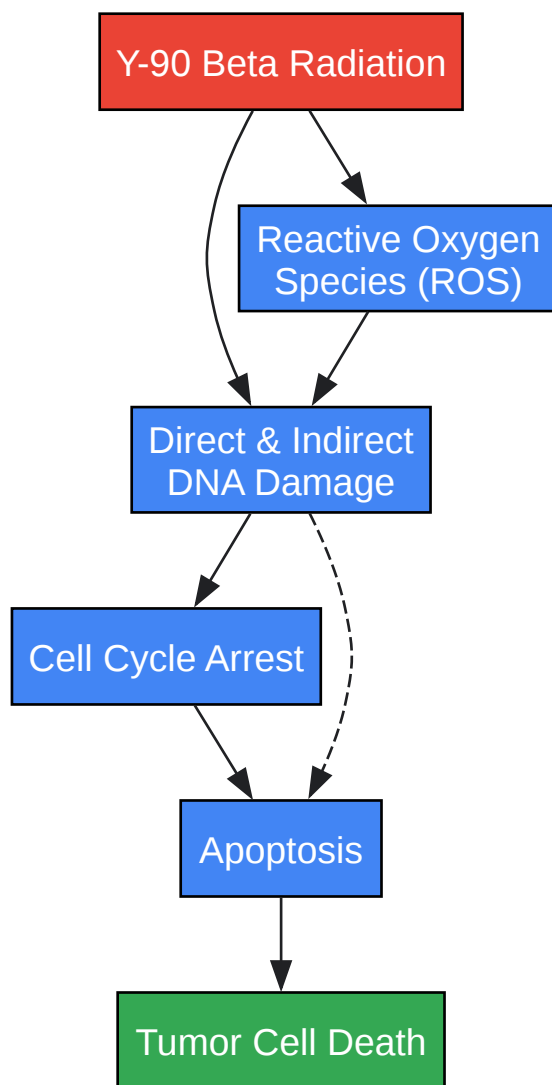 Y-90 Beta Radiation
Reactive Oxygen
Species (ROS)
Direct & Indirect
DNA Damage
Cell Cycle Arrest
Apoptosis
Tumor Cell Death